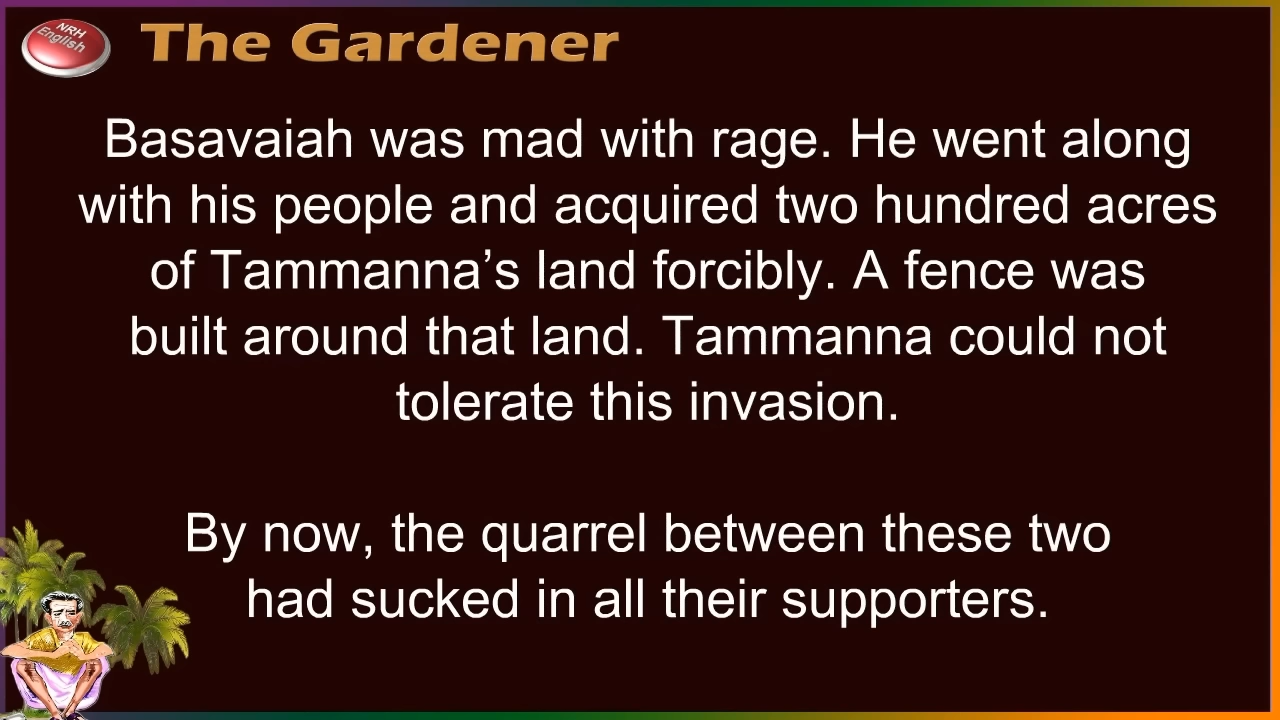 NRH
English
The Gardener
Basavaiah was mad with rage. He went along
with his people and acquired two hundred acres
of Tammanna’s land forcibly. A fence was
built around that land. Tammanna could not
tolerate this invasion.
By now, the quarrel between these two
had sucked in all their supporters.